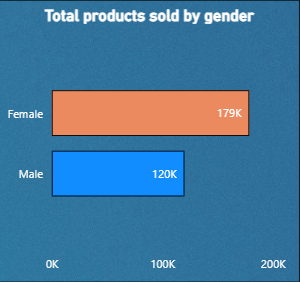 Total products sold by gender
Female 179K
Male 120K
0K 100K 200K